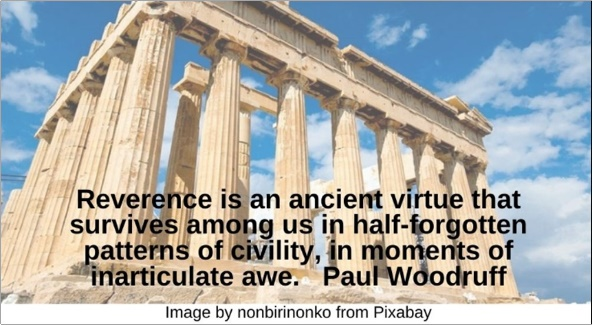 Reverence is an ancient virtue that
survives among us in half-forgotten
patterns of civility, in moments of
inarticulate awe.   Paul Woodruff
Image by nonbirinonko from Pixabay